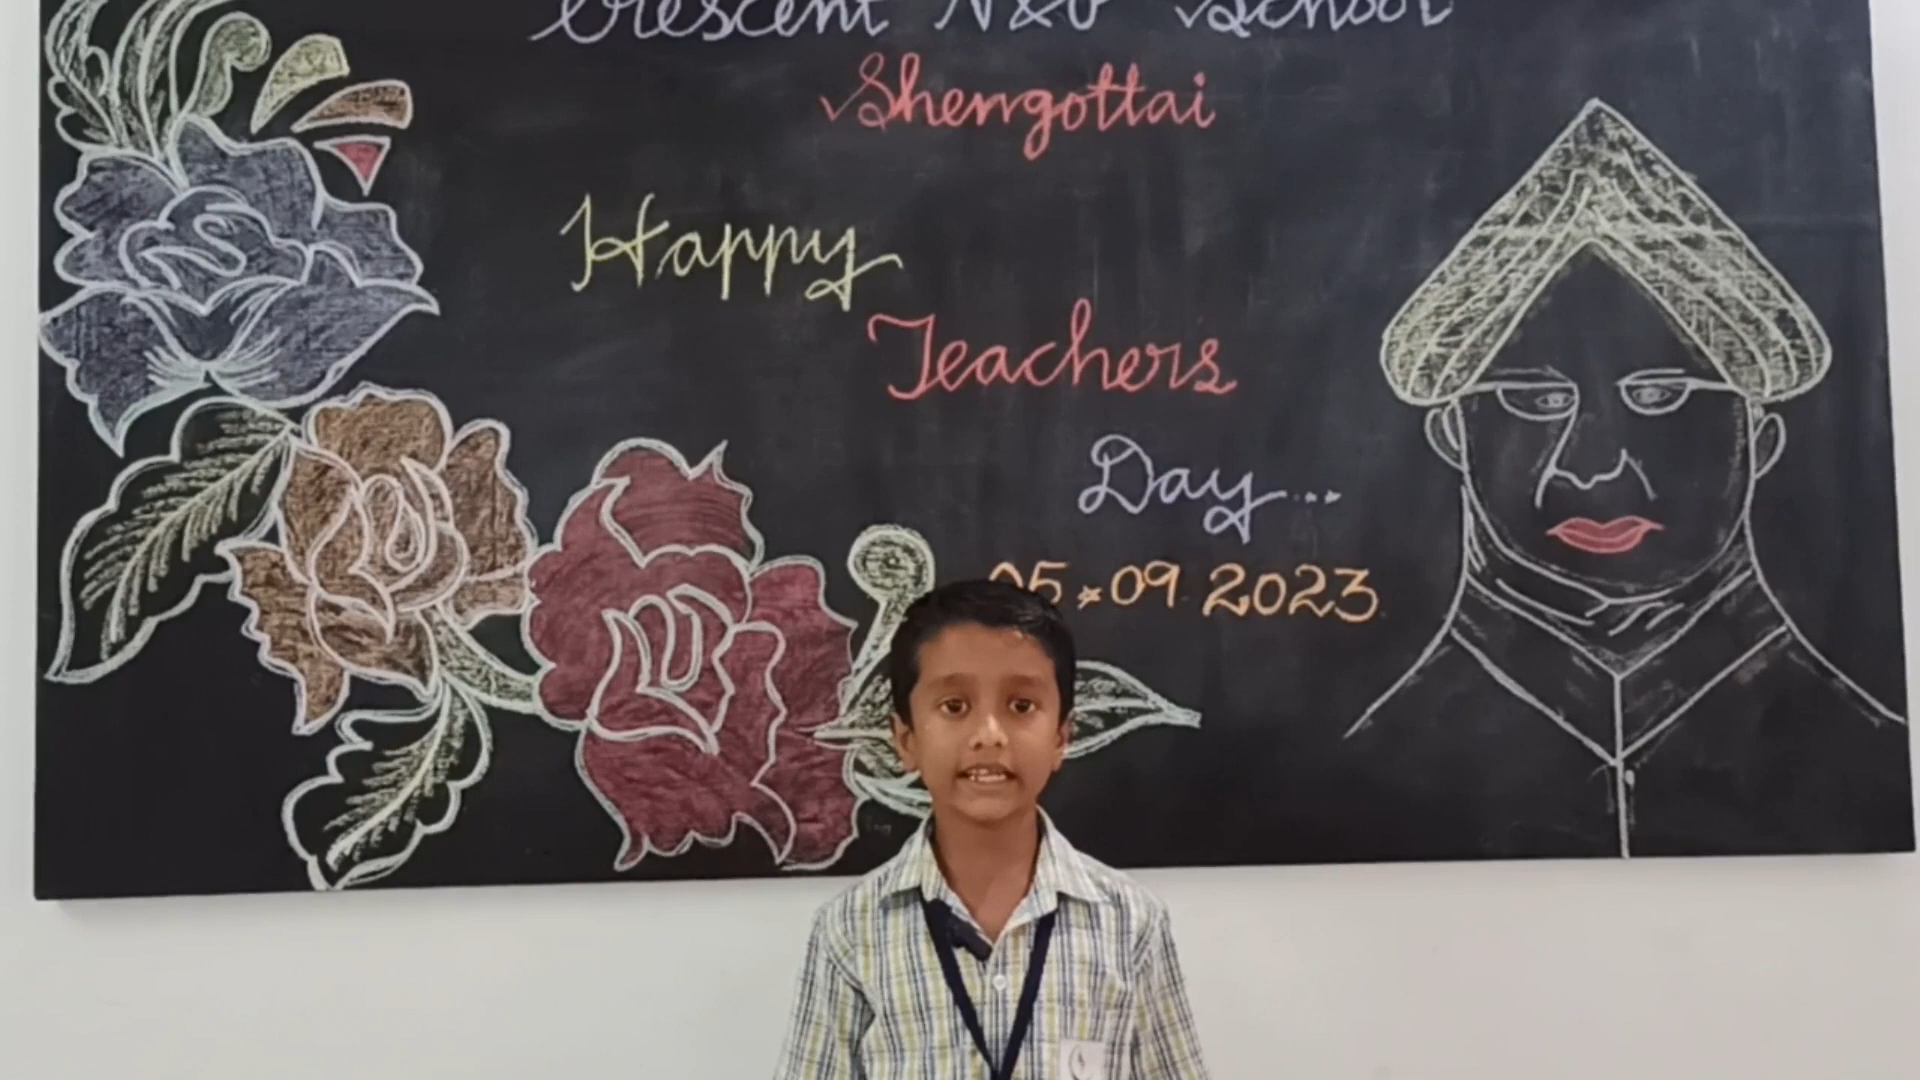 Crescent N&P School
Shengottai
Happy
Teachers
Day...
05*09 2023